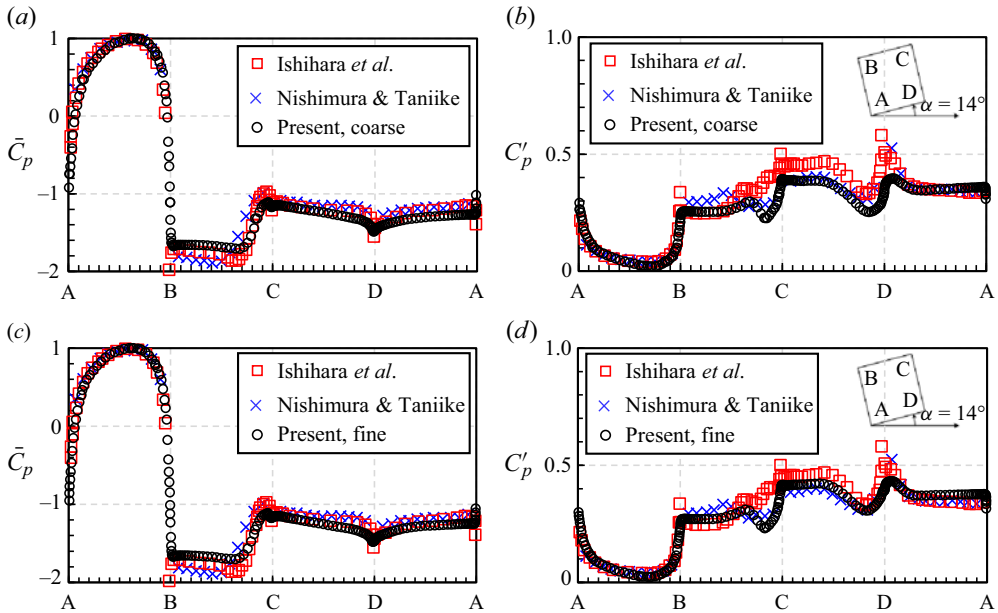 (a)
1
0
−1
−2
C̄p
A B C D A
Ishihara et al.
Nishimura & Taniike
Present, coarse
(b)
1.0
0.5
0
C′p
A B C D A
Ishihara et al.
Nishimura & Taniike
Present, coarse
B C
A D
α = 14°
(c)
1
0
−1
−2
C̄p
A B C D A
Ishihara et al.
Nishimura & Taniike
Present, fine
(d)
1.0
0.5
0
C′p
A B C D A
Ishihara et al.
Nishimura & Taniike
Present, fine
B C
A D
α = 14°